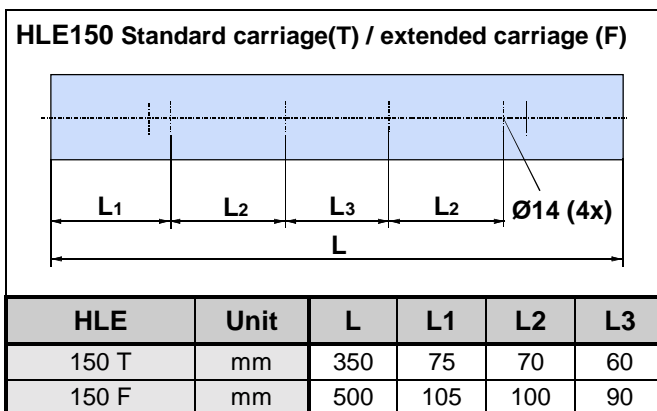 HLE150 Standard carriage(T) / extended carriage (F)
L1 L2 L3 L2 Ø14 (4x)
L
HLE Unit L L1 L2 L3
150 T mm 350 75 70 60
150 F mm 500 105 100 90